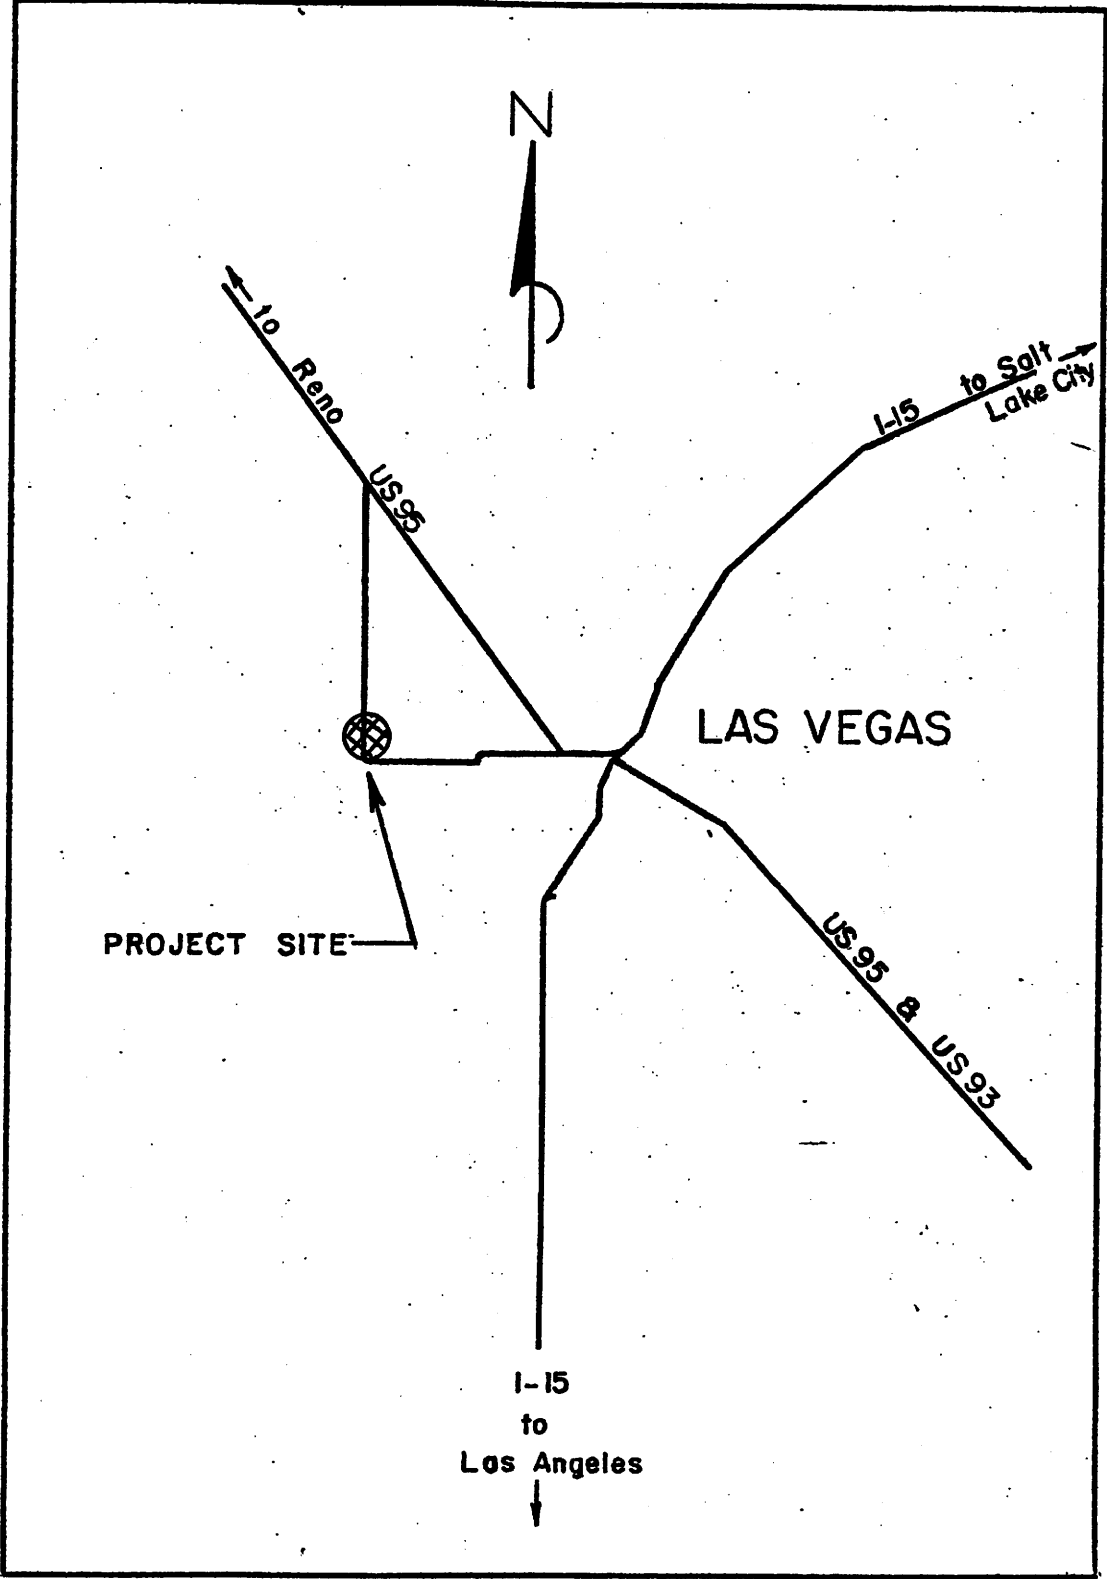 N
to Reno
US 95
I-15
to Salt
Lake City
LAS VEGAS
PROJECT SITE
US 95 & US 93
I-15
to
Los Angeles